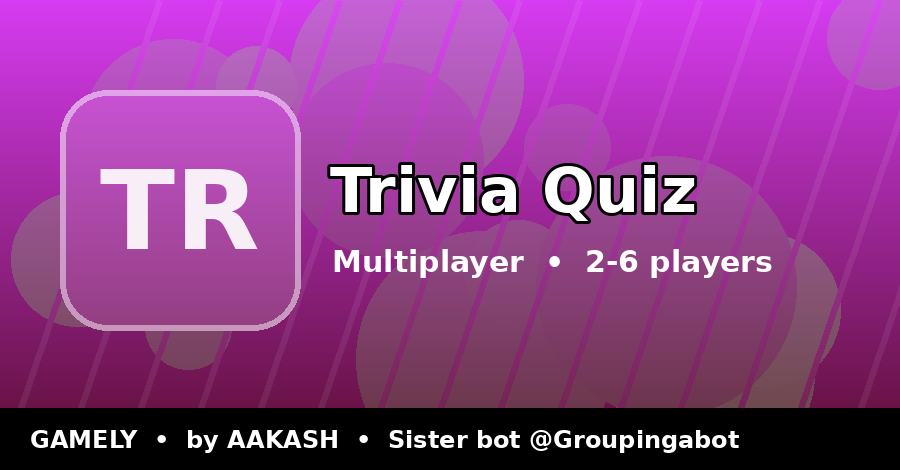 TR
Trivia Quiz
Multiplayer • 2-6 players
GAMELY • by AAKASH • Sister bot @Groupingabot